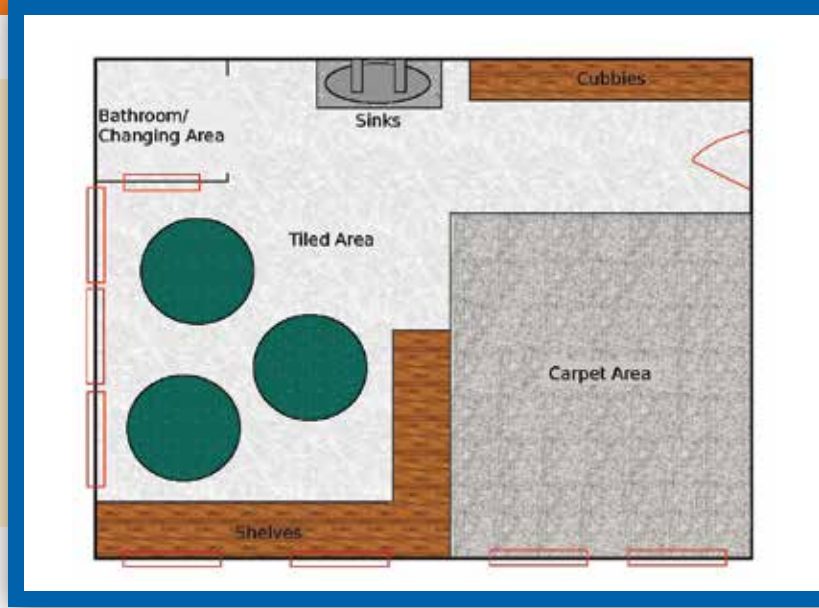 Cubbies
Sinks
Bathroom/
Changing Area
Tiled Area
Carpet Area
Shelves